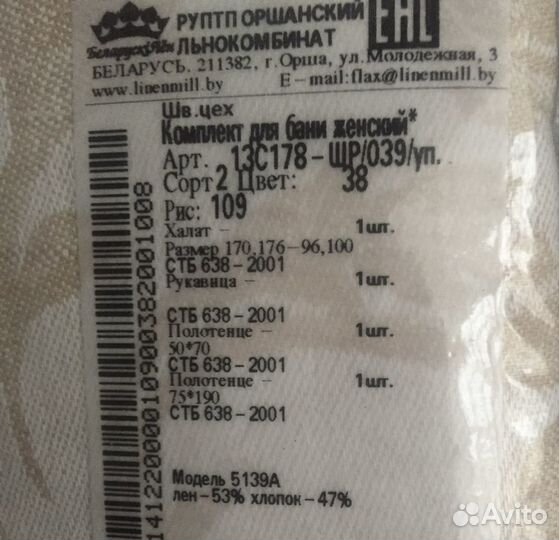 РУПТП ОРШАНСКИЙ
ЛЬНОКОМБИНАТ
Беларускі лён
EAC
БЕЛАРУСЬ, 211382, г.Орша, ул.Молодежная, 3
www.linenmill.by E-mail:flax@linenmill.by
Шв.цех
Комплект для бани женский*
Арт. 13С178-ШР/039/уп.
Сорт 2 Цвет: 38
Рис: 109
Халат - 1шт.
Размер 170,176-96,100
СТБ 638-2001
Рукавица - 1шт.
СТБ 638-2001
Полотенце - 1шт.
50*70
СТБ 638-2001
Полотенце - 1шт.
75*190
СТБ 638-2001
Модель 5139А
лен-53% хлопок-47%
14122000010900382001008
Avito